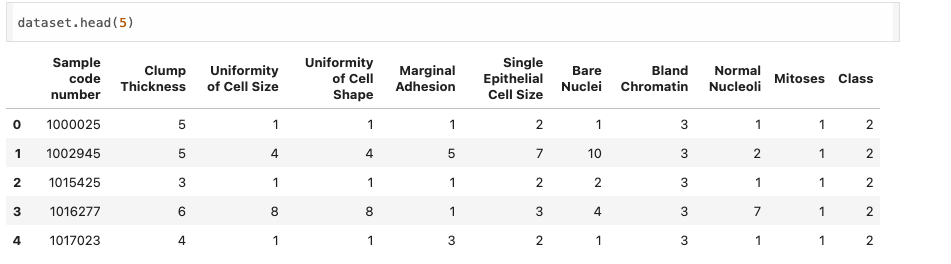 dataset.head(5)
Sample code number Clump Thickness Uniformity of Cell Size Uniformity of Cell Shape Marginal Adhesion Single Epithelial Cell Size Bare Nuclei Bland Chromatin Normal Nucleoli Mitoses Class
0 1000025 5 1 1 1 2 1 3 1 1 2
1 1002945 5 4 4 5 7 10 3 2 1 2
2 1015425 3 1 1 1 2 2 3 1 1 2
3 1016277 6 8 8 1 3 4 3 7 1 2
4 1017023 4 1 1 3 2 1 3 1 1 2